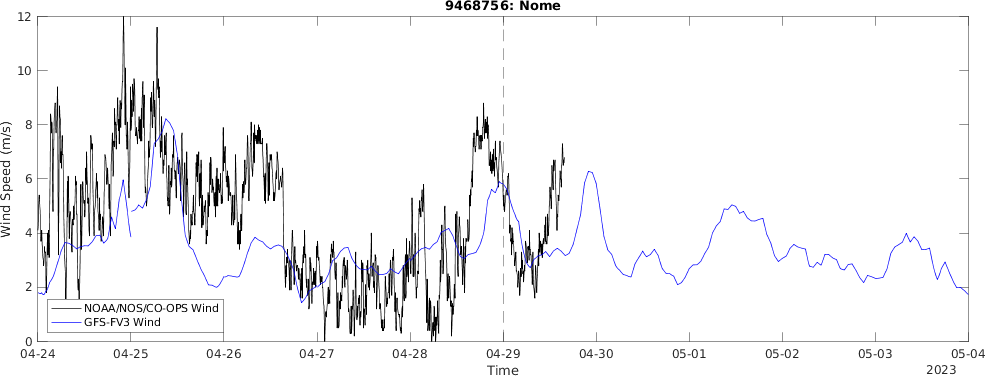 9468756: Nome
12
10
8
6
4
2
0
Wind Speed (m/s)
NOAA/NOS/CO-OPS Wind
GFS-FV3 Wind
04-24 04-25 04-26 04-27 04-28 04-29 04-30 05-01 05-02 05-03 05-04
Time
2023